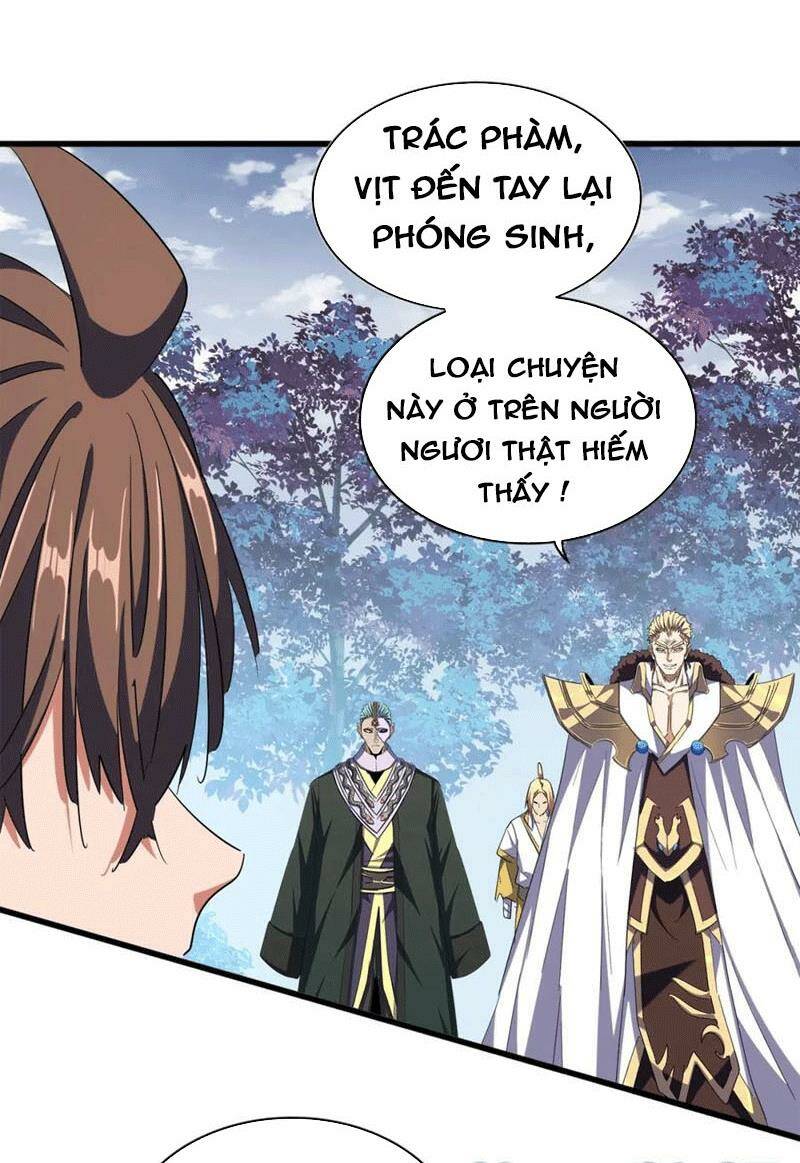 TRÁC PHÀM,
VỊT ĐẾN TAY LẠI
PHÓNG SINH,
LOẠI CHUYỆN
NÀY Ở TRÊN NGƯỜI
NGƯƠI THẬT HIẾM
THẤY !